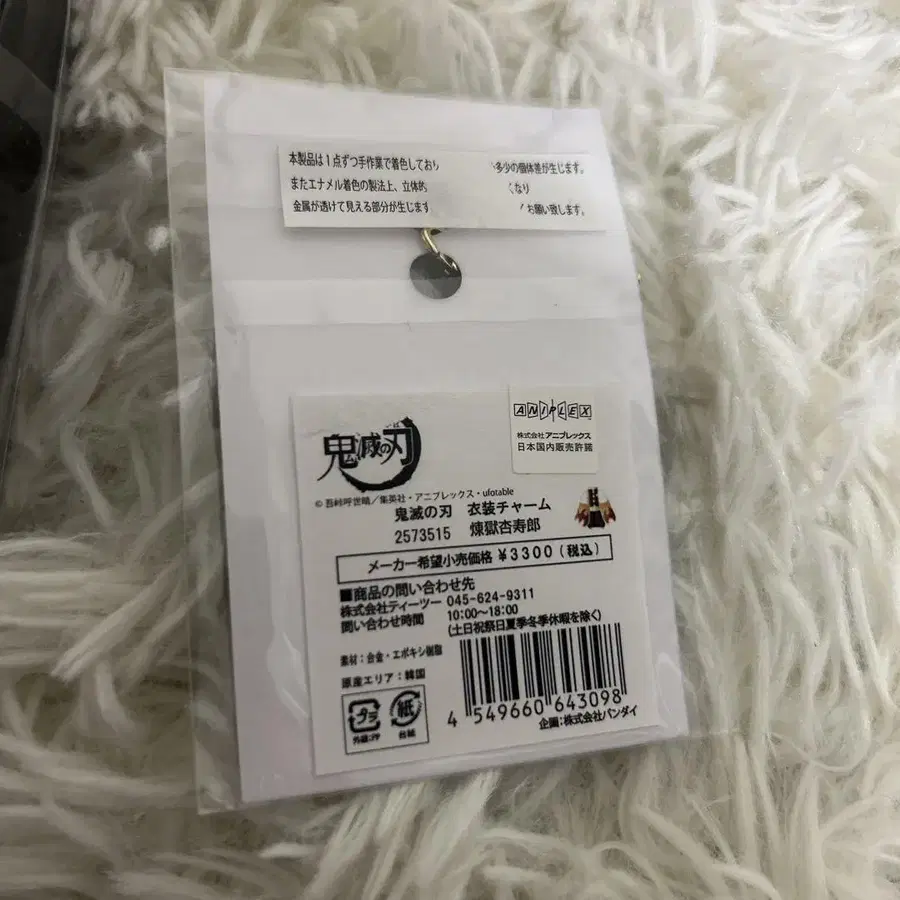 本製品は1点ずつ手作業で着色しており 多少の個体差が生じます。
またエナメル着色の製法上、立体的 くなり
金属が透けて見える部分が生じます お願い致します。
ANIPLEX
株式会社アニプレックス
日本国内販売許諾
鬼滅の刃
© 吾峠呼世晴／集英社・アニプレックス・ufotable
鬼滅の刃 衣装チャーム
2573515 煉獄杏寿郎
メーカー希望小売価格 ¥3300（税込）
■商品の問い合わせ先
株式会社ティーツー 045-624-9311
問い合わせ時間 10:00～18:00
(土日祝祭日夏季冬季休暇を除く)
素材：合金・エポキシ樹脂
原産エリア：韓国
プラ
外袋:PP
紙
台紙
4 549660 643098
企画：株式会社バンダイ